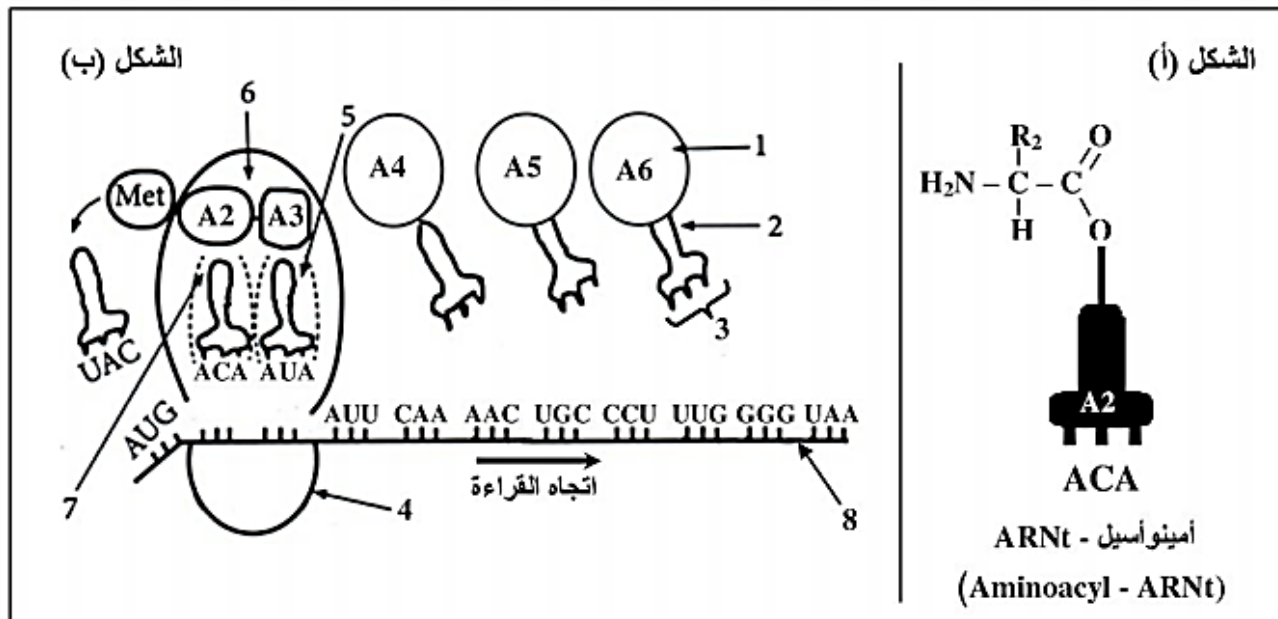 الشكل (أ)
R₂
O
H₂N – C – C
H
O
A2
ACA
أمينوأسيل - ARNt
(Aminoacyl - ARNt)
الشكل (ب)
6
5
1
Met
A2
A3
A4
A5
A6
2
3
UAC
ACA AUA
AUG
AUU CAA AAC UGC CCU UUG GGG UAA
اتجاه القراءة
7
4
8